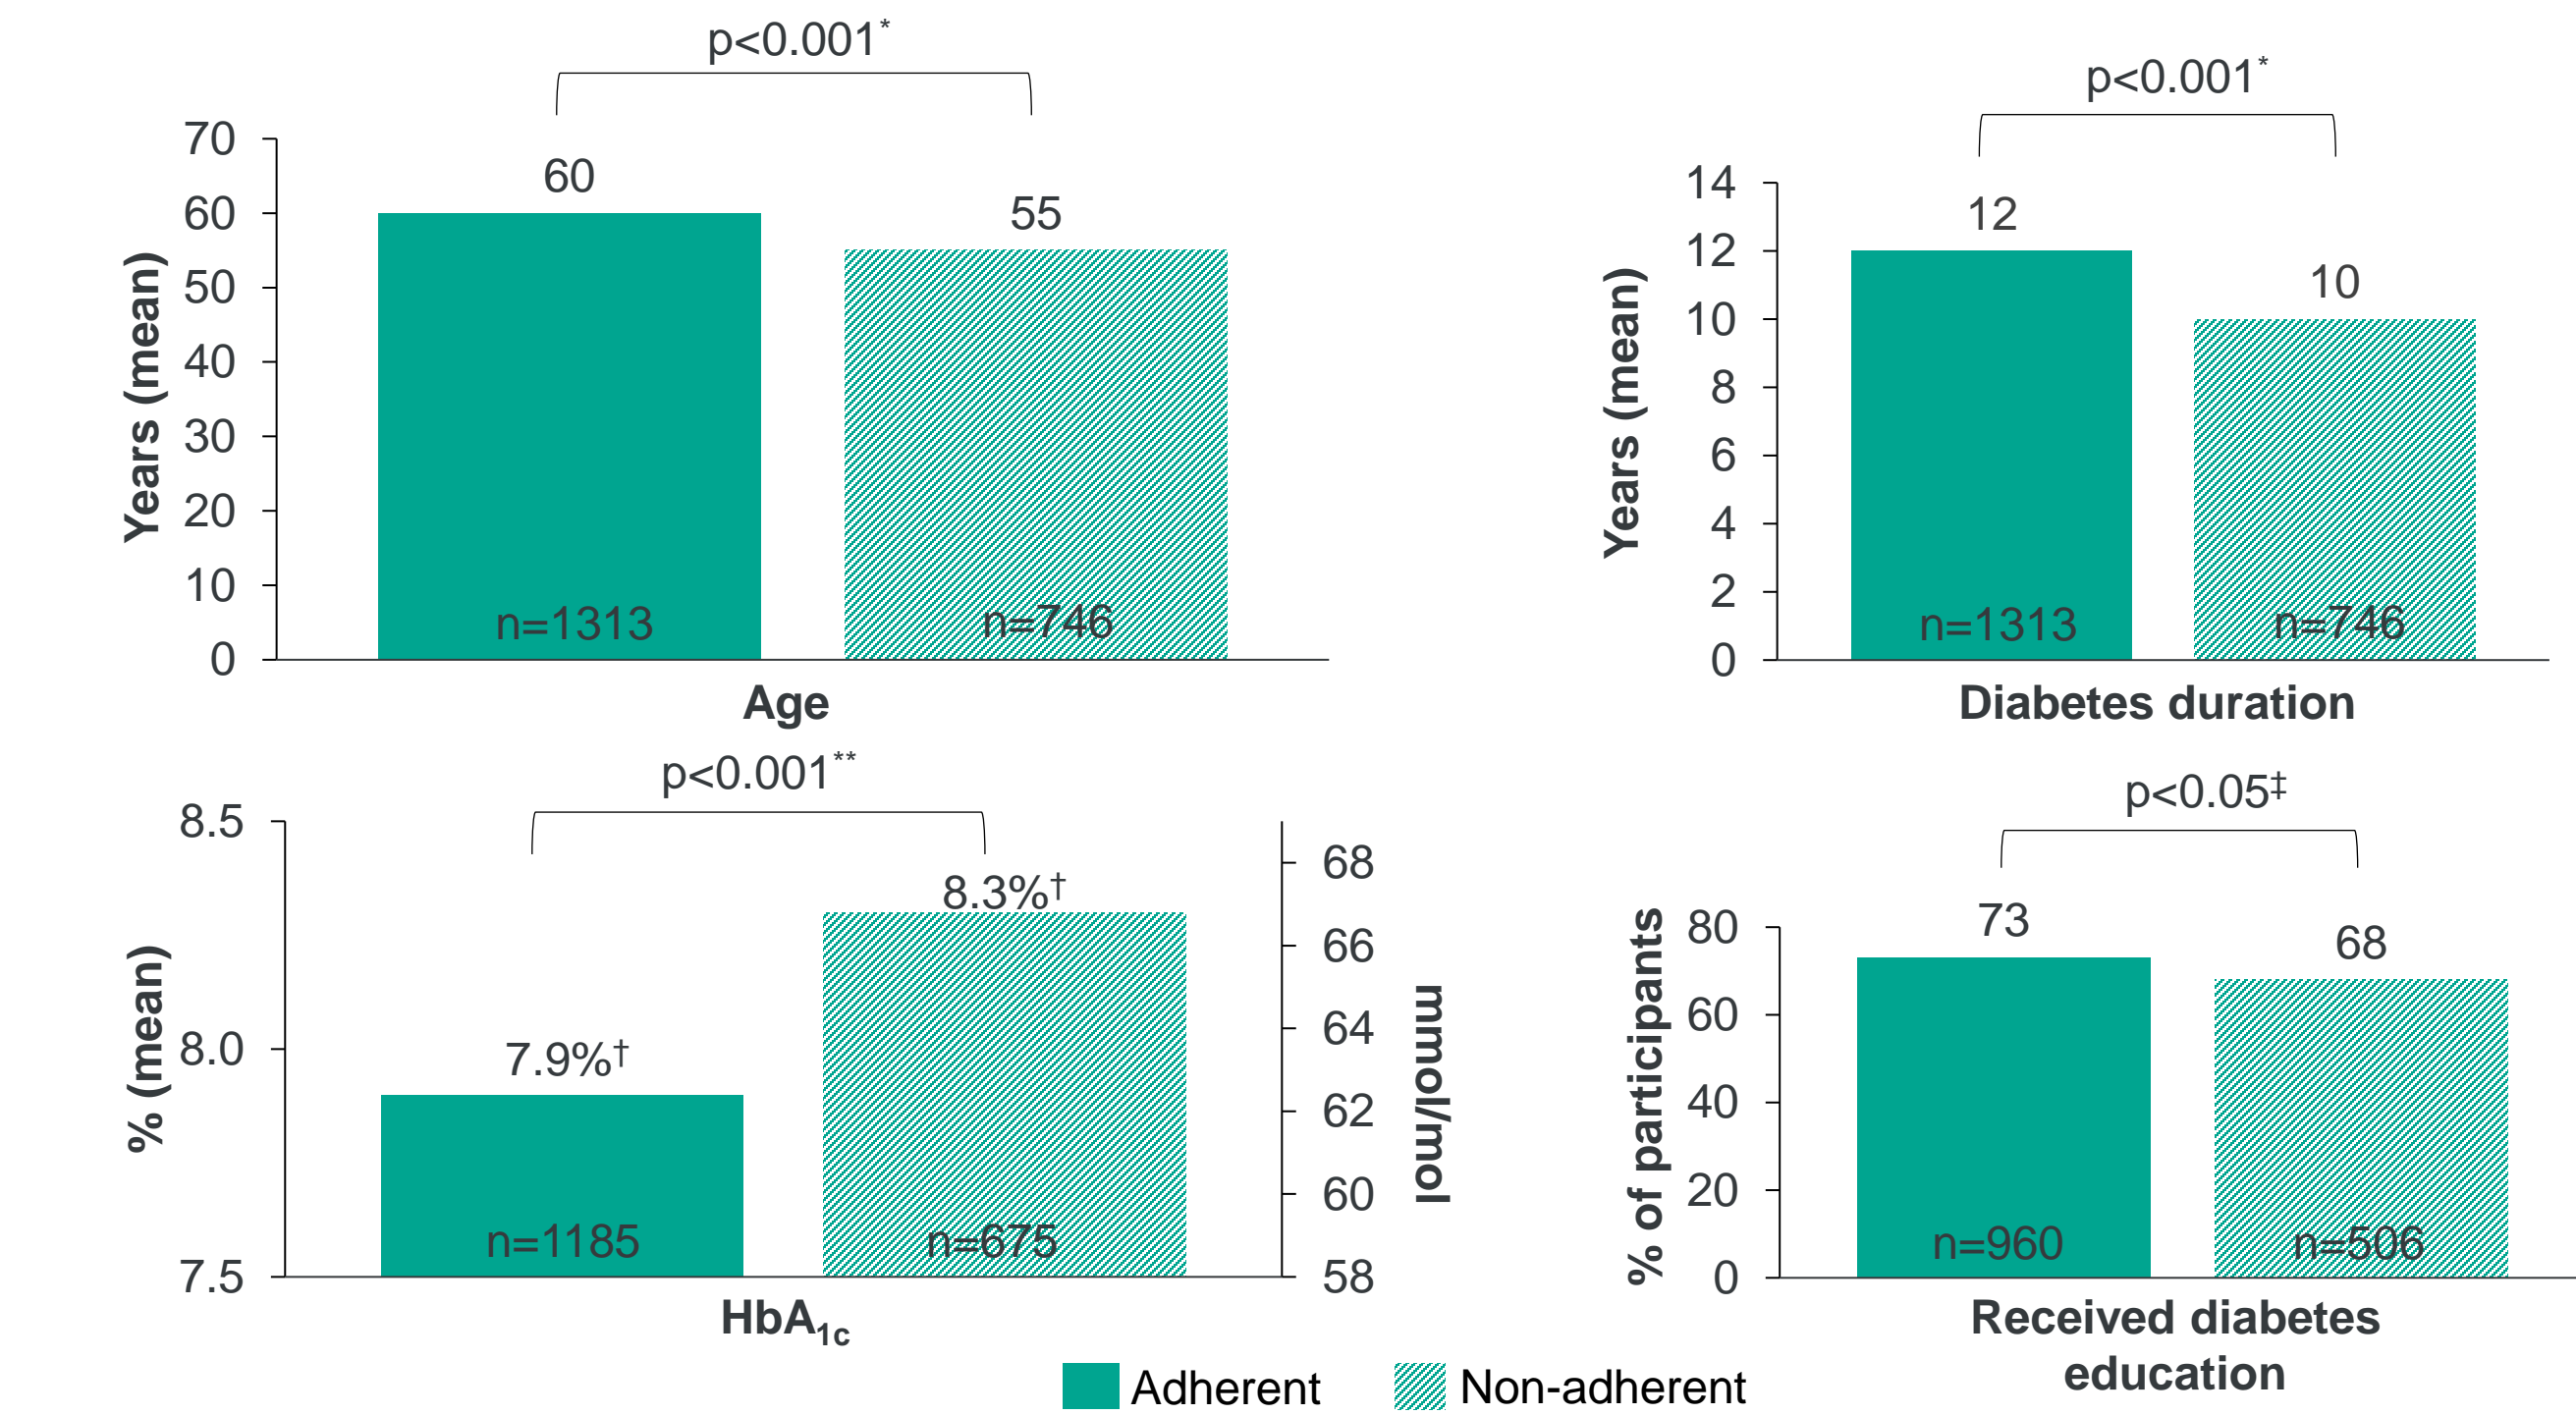 p<0.001*
Years (mean)
70
60
50
40
30
20
10
0
60
55
n=1313
n=746
Age
p<0.001*
Years (mean)
14
12
10
8
6
4
2
0
12
10
n=1313
n=746
Diabetes duration
p<0.001**
% (mean)
8.5
8.0
7.5
7.9%†
8.3%†
n=1185
n=675
68
66
64
62
60
58
mmol/mol
HbA1c
p<0.05‡
% of participants
80
60
40
20
0
73
68
n=960
n=506
Received diabetes
education
Adherent
Non-adherent